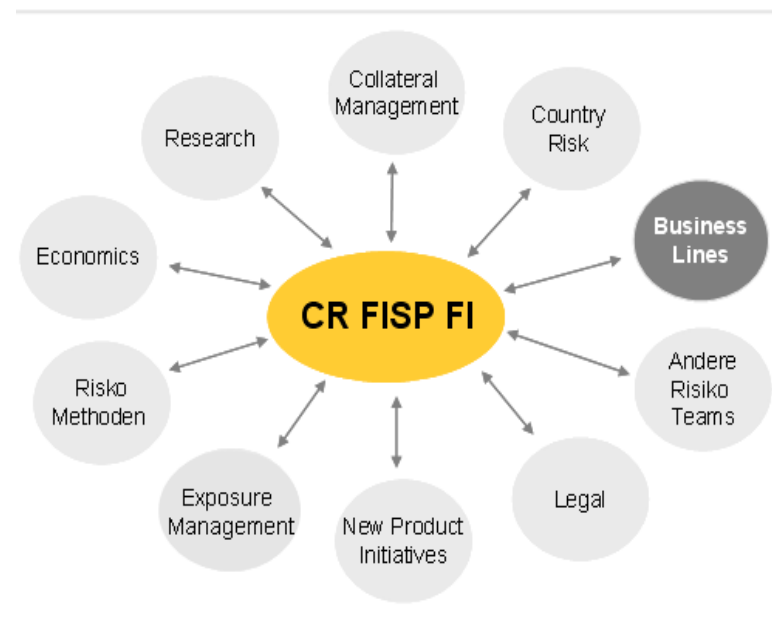 Collateral
Management
Country
Risk
Research
Business
Lines
Economics
CR FISP FI
Andere
Risiko
Teams
Risko
Methoden
Legal
Exposure
Management
New Product
Initiatives